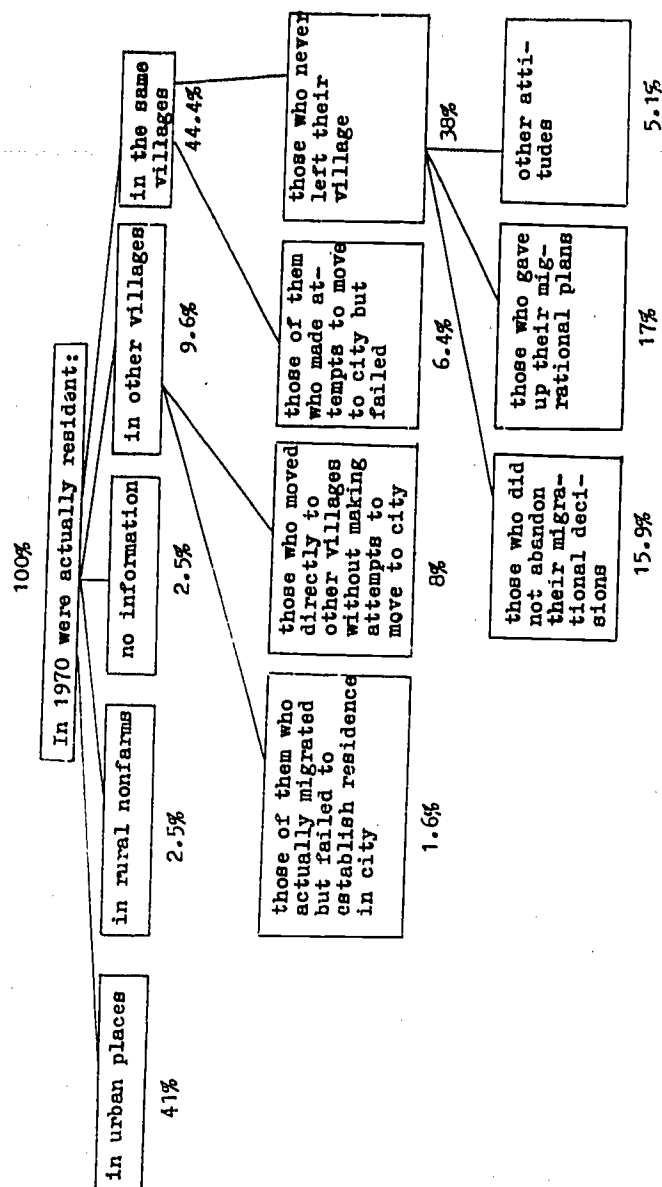 100%
In 1970 were actually resident:
in urban places
41%
in rural nonfarms
2.5%
no information
2.5%
in other villages
9.6%
in the same
villages
44.4%
those of them who
actually migrated
but failed to
establish residence
in city
1.6%
those who moved
directly to
other villages
without making
attempts to
move to city
8%
those of them
who made at-
tempts to move
to city but
failed
6.4%
those who never
left their
village
38%
those who did
not abandon
their migra-
tional deci-
sions
15.9%
those who gave
up their mig-
rational plans
17%
other atti-
tudes
5.1%